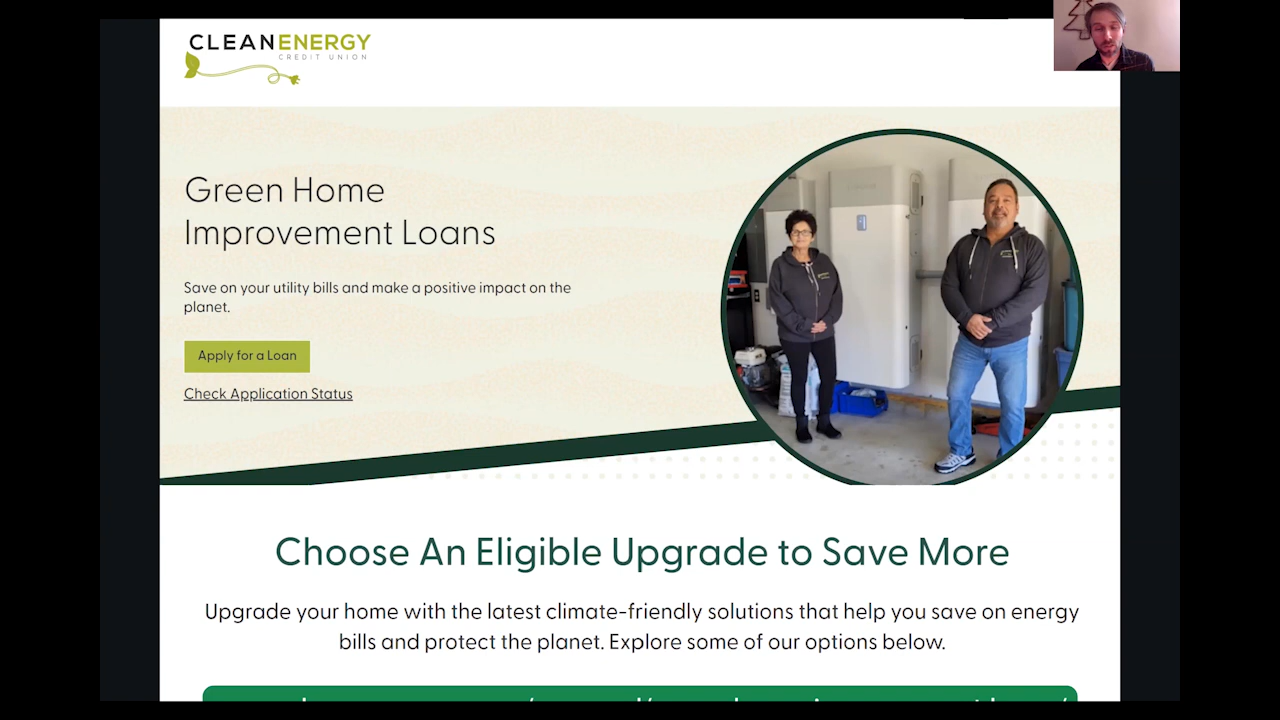 CLEANENERGY
CREDIT UNION
Green Home
Improvement Loans
Save on your utility bills and make a positive impact on the
planet.
Apply for a Loan
Check Application Status
Choose An Eligible Upgrade to Save More
Upgrade your home with the latest climate-friendly solutions that help you save on energy
bills and protect the planet. Explore some of our options below.